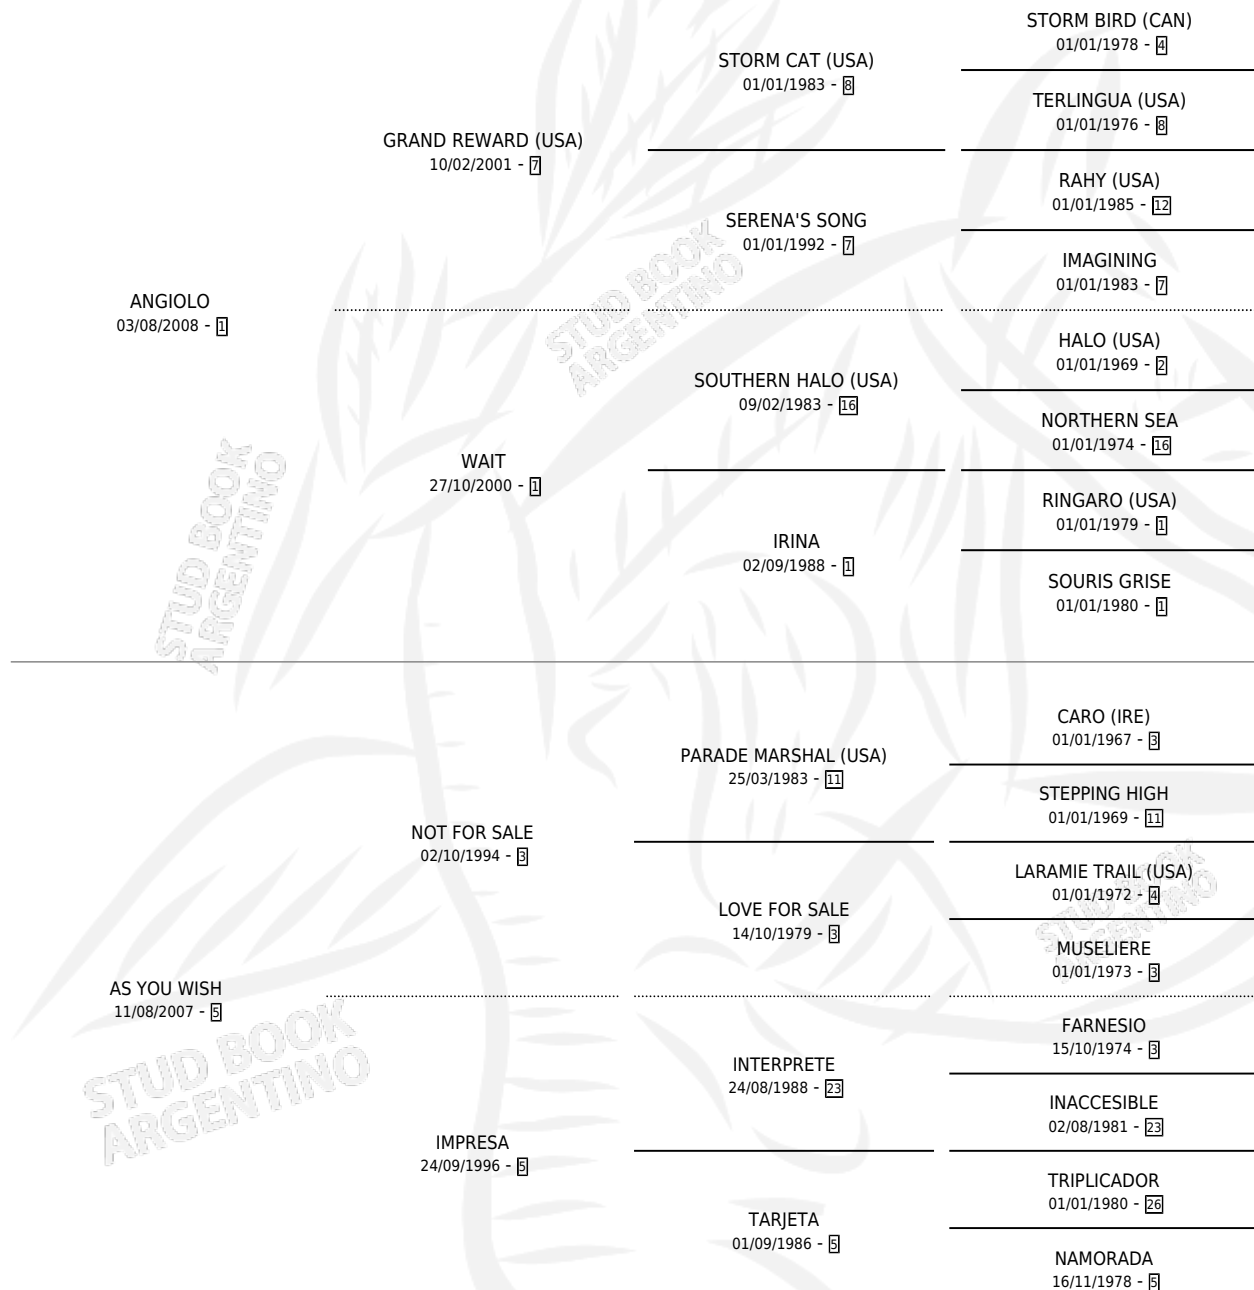 STORM BIRD (CAN)
01/01/1978 - 4
STORM CAT (USA)
01/01/1983 - 8
TERLINGUA (USA)
01/01/1976 - 8
GRAND REWARD (USA)
10/02/2001 - 7
RAHY (USA)
01/01/1985 - 12
SERENA'S SONG
01/01/1992 - 7
IMAGINING
01/01/1983 - 7
ANGIOLO
03/08/2008 - 1
HALO (USA)
01/01/1969 - 2
SOUTHERN HALO (USA)
09/02/1983 - 16
NORTHERN SEA
01/01/1974 - 16
WAIT
27/10/2000 - 1
RINGARO (USA)
01/01/1979 - 1
IRINA
02/09/1988 - 1
SOURIS GRISE
01/01/1980 - 1
CARO (IRE)
01/01/1967 - 3
PARADE MARSHAL (USA)
25/03/1983 - 11
STEPPING HIGH
01/01/1969 - 11
NOT FOR SALE
02/10/1994 - 3
LARAMIE TRAIL (USA)
01/01/1972 - 4
LOVE FOR SALE
14/10/1979 - 3
MUSELIERE
01/01/1973 - 3
AS YOU WISH
11/08/2007 - 5
FARNESIO
15/10/1974 - 3
INTERPRETE
24/08/1988 - 23
INACCESIBLE
02/08/1981 - 23
IMPRESA
24/09/1996 - 5
TRIPLICADOR
01/01/1980 - 26
TARJETA
01/09/1986 - 5
NAMORADA
16/11/1978 - 5
STUD BOOK
ARGENTINO
STUD BOOK
ARGENTINO
STUD BOOK
ARGENTINO
STUD BOOK
ARGENTINO